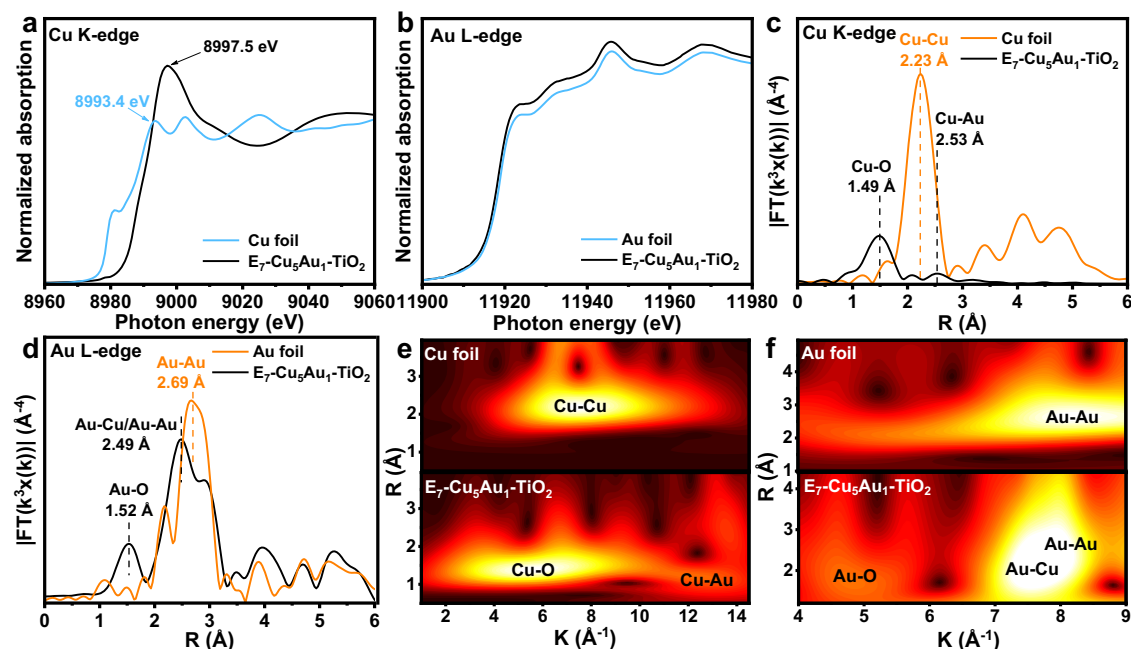 a
Cu K-edge
8997.5 eV
8993.4 eV
Cu foil
E₇-Cu₅Au₁-TiO₂
Normalized absorption
8960 8980 9000 9020 9040 9060
Photon energy (eV)
b
Au L-edge
Au foil
E₇-Cu₅Au₁-TiO₂
Normalized absorption
11900 11920 11940 11960 11980
Photon energy (eV)
c
Cu K-edge
Cu-Cu
2.23 Å
Cu foil
E₇-Cu₅Au₁-TiO₂
Cu-Au
2.53 Å
Cu-O
1.49 Å
|FT(k³x(k))| (Å⁻⁴)
0 1 2 3 4 5 6
R (Å)
d
Au L-edge
Au-Au
2.69 Å
Au foil
E₇-Cu₅Au₁-TiO₂
Au-Cu/Au-Au
2.49 Å
Au-O
1.52 Å
|FT(k³x(k))| (Å⁻⁴)
0 1 2 3 4 5 6
R (Å)
e
Cu foil
Cu-Cu
3
2
1
E₇-Cu₅Au₁-TiO₂
Cu-O
Cu-Au
3
2
1
R (Å)
2 4 6 8 10 12 14
K (Å⁻¹)
f
Au foil
Au-Au
4
3
2
1
E₇-Cu₅Au₁-TiO₂
Au-Au
Au-O
Au-Cu
4
3
2
R (Å)
4 5 6 7 8 9
K (Å⁻¹)